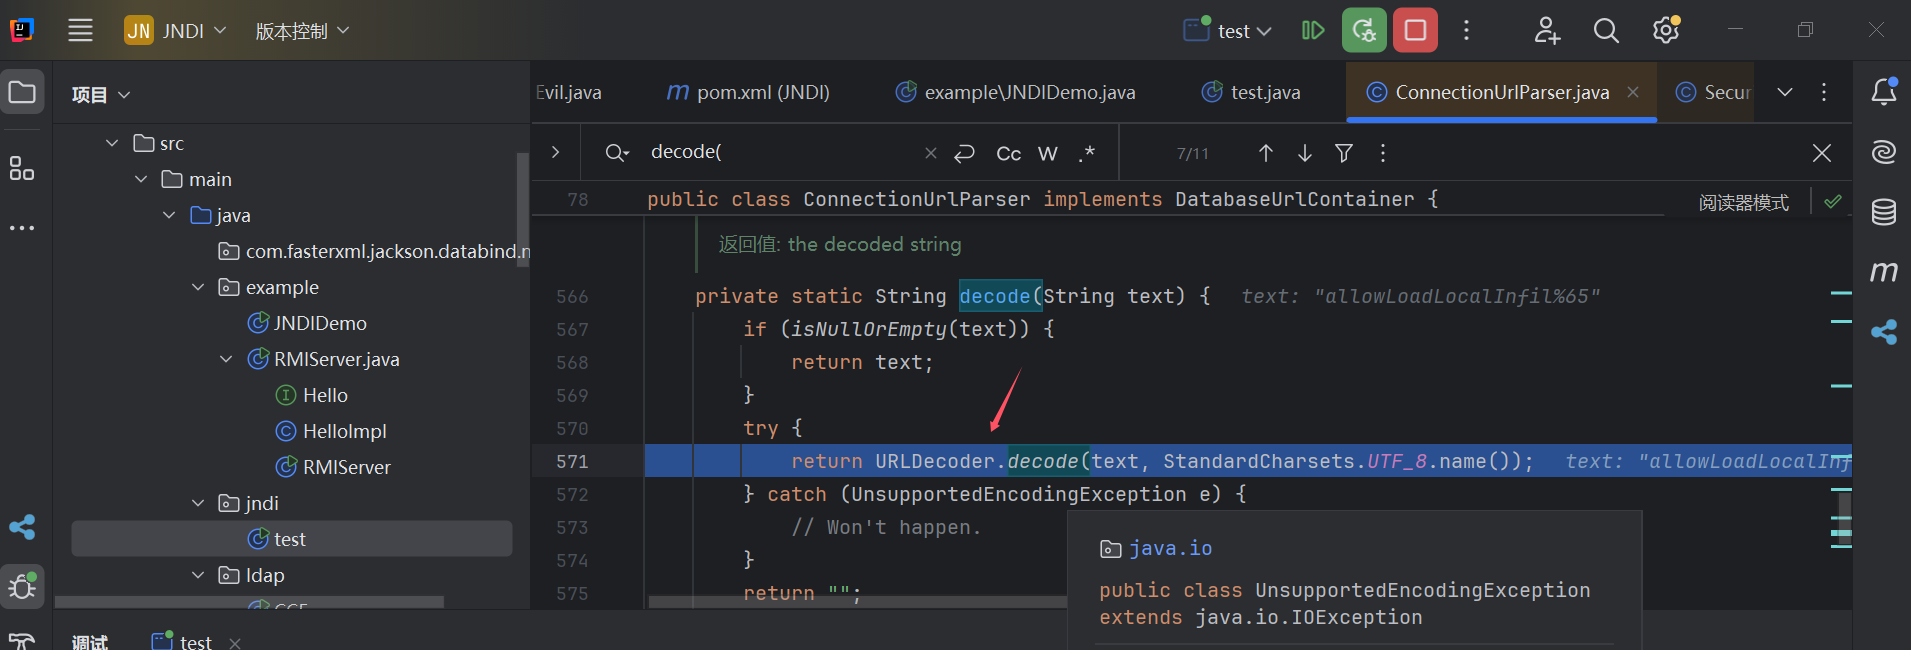 JN JNDI 版本控制 test
项目
src
main
java
com.fasterxml.jackson.databind.n
example
JNDIDemo
RMIServer.java
Hello
HelloImpl
RMIServer
jndi
test
ldap
Evil.java pom.xml (JNDI) example\JNDIDemo.java test.java ConnectionUrlParser.java Secur
decode( Cc W .* 7/11
78 public class ConnectionUrlParser implements DatabaseUrlContainer { 阅读器模式
返回值: the decoded string
566 private static String decode(String text) { text: "allowLoadLocalInfil%65"
567 if (isNullOrEmpty(text)) {
568 return text;
569 }
570 try {
571 return URLDecoder.decode(text, StandardCharsets.UTF_8.name()); text: "allowLoadLocalInf
572 } catch (UnsupportedEncodingException e) {
573 // Won't happen.
574 }
575 return "";
java.io
public class UnsupportedEncodingException
extends java.io.IOException
调试 test